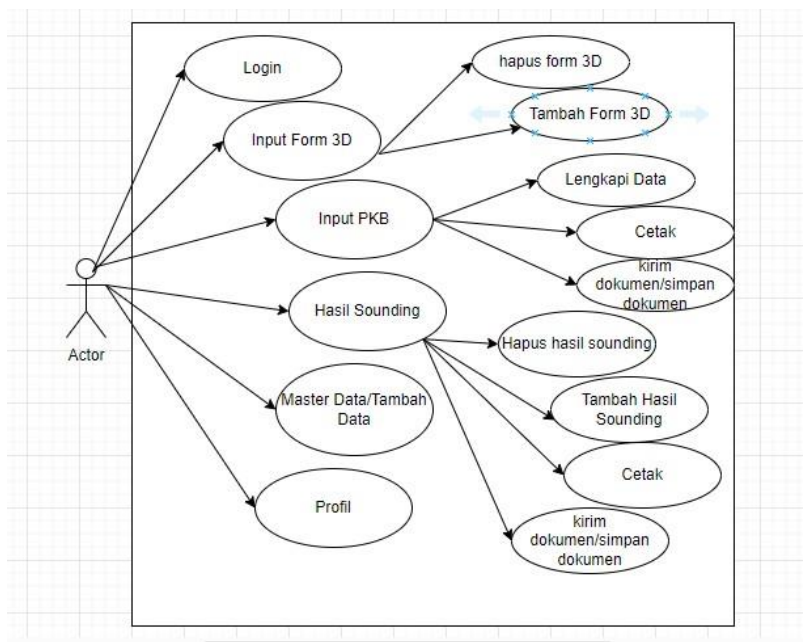 Login
hapus form 3D
Tambah Form 3D
Input Form 3D
Lengkapi Data
Input PKB
Cetak
kirim
dokumen/simpan
dokumen
Hasil Sounding
Hapus hasil sounding
Actor
Master Data/Tambah
Data
Tambah Hasil
Sounding
Cetak
Profil
kirim
dokumen/simpan
dokumen